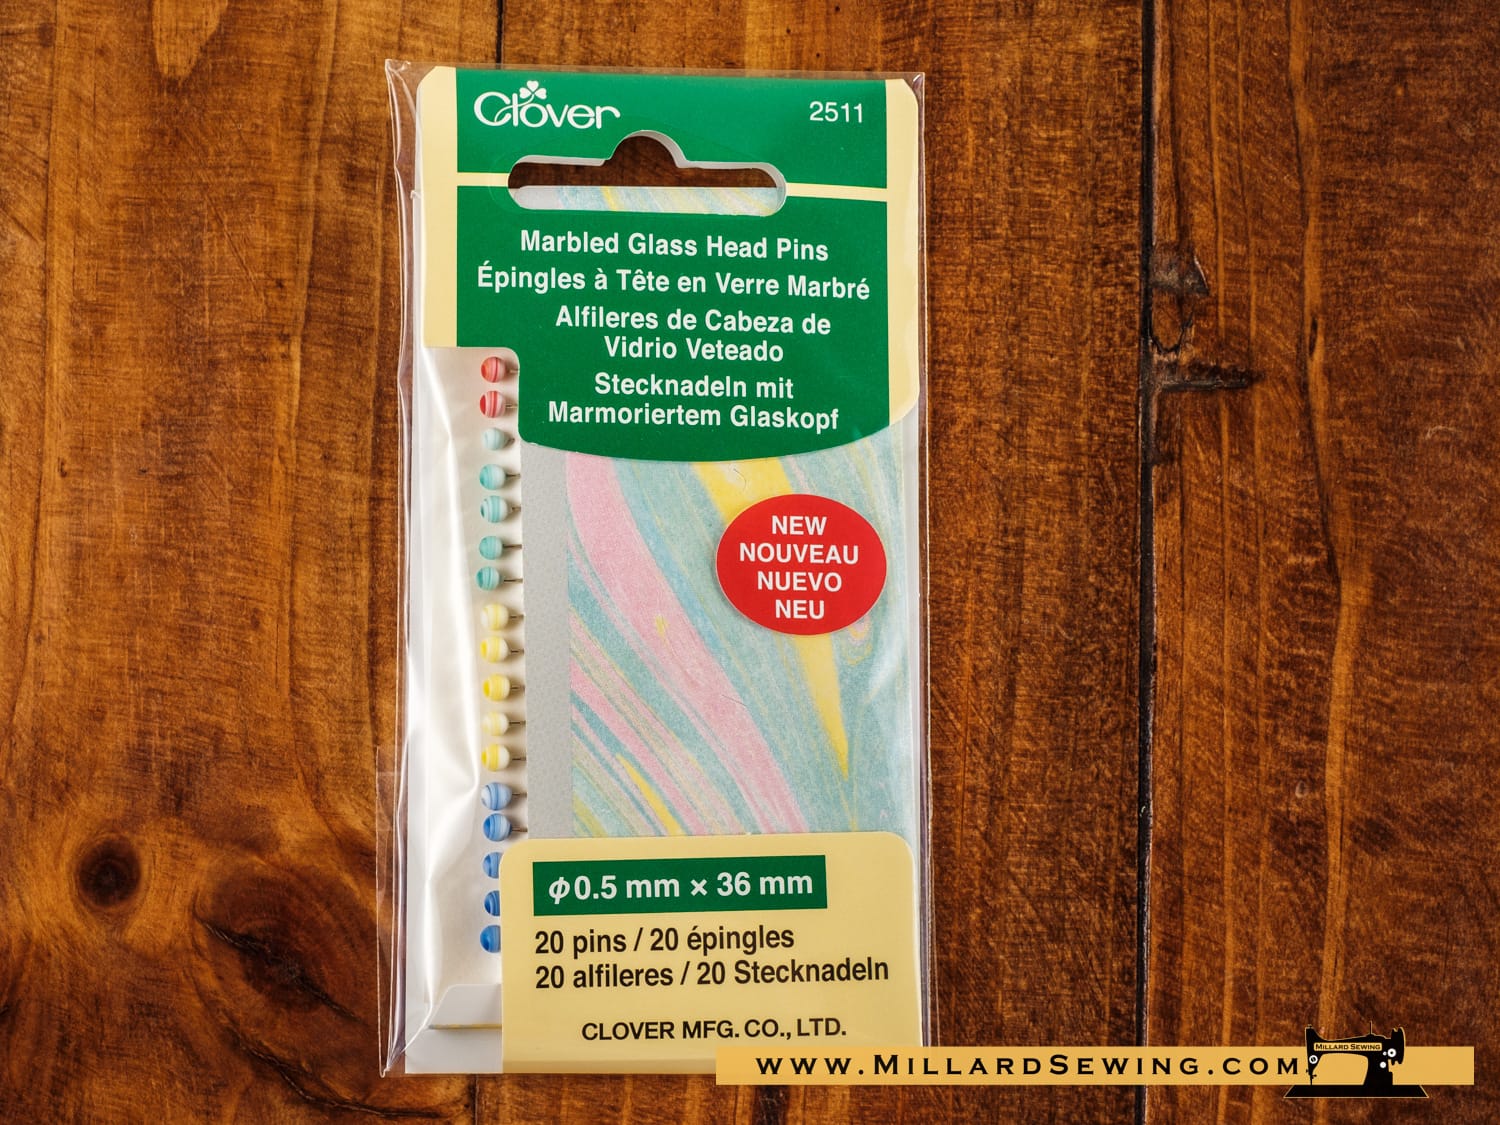 Clover
2511
Marbled Glass Head Pins
Épingles à Tête en Verre Marbré
Alfileres de Cabeza de
Vidrio Veteado
Stecknadeln mit
Marmoriertem Glaskopf
NEW
NOUVEAU
NUEVO
NEU
ϕ0.5 mm × 36 mm
20 pins / 20 épingles
20 alfileres / 20 Stecknadeln
CLOVER MFG. CO., LTD.
www.MillardSewing.com
Millard Sewing